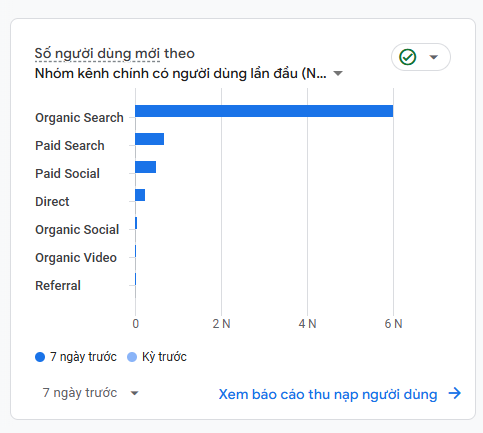 Số người dùng mới theo
Nhóm kênh chính có người dùng lần đầu (N...
Organic Search
Paid Search
Paid Social
Direct
Organic Social
Organic Video
Referral
0 2 N 4 N 6 N
7 ngày trước Kỳ trước
7 ngày trước Xem báo cáo thu nạp người dùng